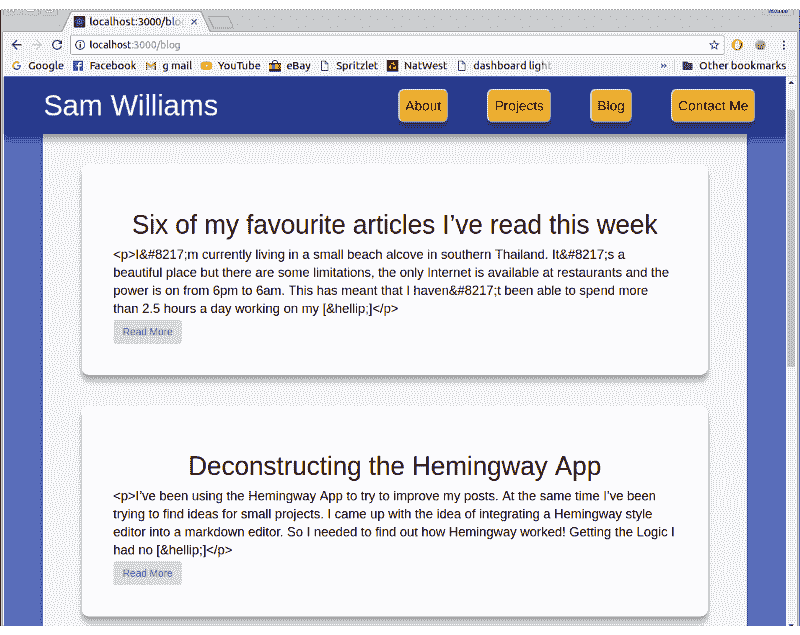 localhost:3000/blo
localhost:3000/blog
Google Facebook g mail YouTube eBay Spritzlet NatWest dashboard light » Other bookmarks
Sam Williams About Projects Blog Contact Me
Six of my favourite articles I’ve read this week
<p>I&#8217;m currently living in a small beach alcove in southern Thailand. It&#8217;s a
beautiful place but there are some limitations, the only Internet is available at restaurants and the
power is on from 6pm to 6am. This has meant that I haven&#8217;t been able to spend more
than 2.5 hours a day working on my [&hellip;]</p>
Read More
Deconstructing the Hemingway App
<p>I’ve been using the Hemingway App to try to improve my posts. At the same time I’ve been
trying to find ideas for small projects. I came up with the idea of integrating a Hemingway style
editor into a markdown editor. So I needed to find out how Hemingway worked! Getting the Logic I
had no [&hellip;]</p>
Read More